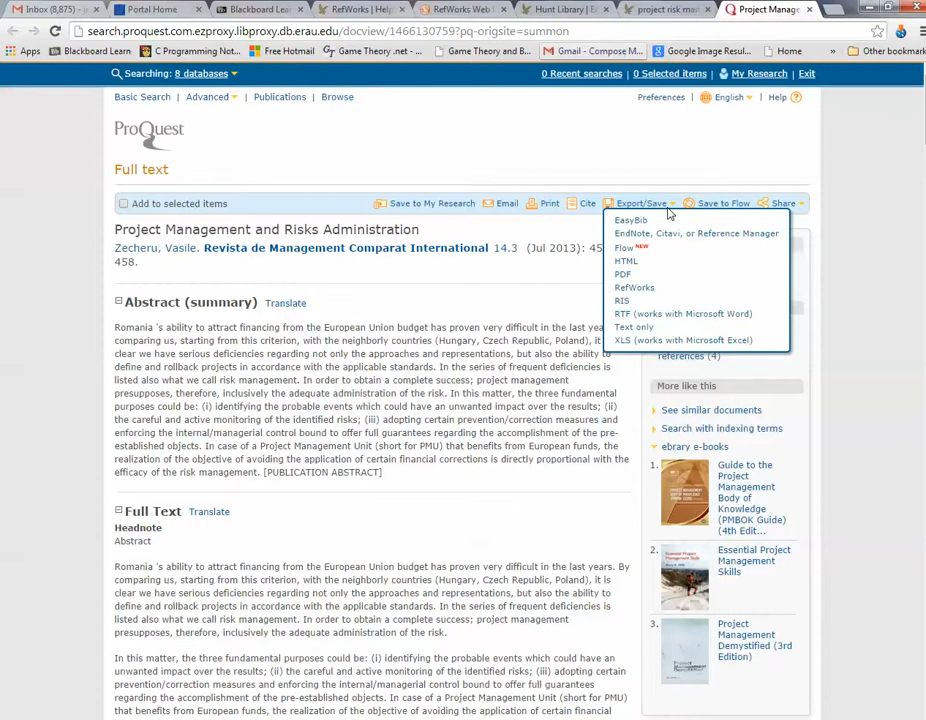 Inbox (8,875) - p
Portal Home
Blackboard Lear
RefWorks | Help
RefWorks Web B
Hunt Library | E
project risk man
Project Manage
search.proquest.com.ezproxy.libproxy.db.erau.edu/docview/1466130759?pq-origsite=summon
Blackboard Learn
C Programming Not...
Game Theory .net -...
Free Hotmail
Game Theory and B...
Gmail - Compose M...
Google Image Resul...
Home
Other bookmark
Searching: 8 databases
0 Recent searches
0 Selected items
My Research
Exit
Basic Search
Advanced
Publications
Browse
Preferences
English
Help
ProQuest
Full text
Add to selected items
Save to My Research
Email
Print
Cite
Export/Save
Save to Flow
Share
EasyBib
EndNote, Citavi, or Reference Manager
Flow NEW
HTML
PDF
RefWorks
RIS
RTF (works with Microsoft Word)
Text only
XLS (works with Microsoft Excel)
Project Management and Risks Administration
Zecheru, Vasile. Revista de Management Comparat International 14.3 (Jul 2013): 45
458.
Abstract (summary) Translate
Romania 's ability to attract financing from the European Union budget has proven very difficult in the last yea
comparing us, starting from this criterion, with the neighborly countries (Hungary, Czech Republic, Poland), it
clear we have serious deficiencies regarding not only the approaches and representations, but also the ability t
define and rollback projects in accordance with the applicable standards. In the series of frequent deficiencies
listed also what we call risk management. In order to obtain a complete success; project management
presupposes, therefore, inclusively the adequate administration of the risk. In this matter, the three fundamental
purposes could be: (i) identifying the probable events which could have an unwanted impact over the results; (ii)
the careful and active monitoring of the identified risks; (iii) adopting certain prevention/correction measures and
enforcing the internal/managerial control bound to offer full guarantees regarding the accomplishment of the pre-
established objects. In case of a Project Management Unit (short for PMU) that benefits from European funds, the
realization of the objective of avoiding the application of certain financial corrections is directly proportional with the
efficacy of the risk management. [PUBLICATION ABSTRACT]
Full Text Translate
Headnote
Abstract
Romania 's ability to attract financing from the European Union budget has proven very difficult in the last years. By
comparing us, starting from this criterion, with the neighborly countries (Hungary, Czech Republic, Poland), it is
clear we have serious deficiencies regarding not only the approaches and representations, but also the ability to
define and rollback projects in accordance with the applicable standards. In the series of frequent deficiencies is
listed also what we call risk management. In order to obtain a complete success; project management
presupposes, therefore, inclusively the adequate administration of the risk.
In this matter, the three fundamental purposes could be: (i) identifying the probable events which could have an
unwanted impact over the results; (ii) the careful and active monitoring of the identified risks; (iii) adopting certain
prevention/correction measures and enforcing the internal/managerial control bound to offer full guarantees
regarding the accomplishment of the pre-established objects. In case of a Project Management Unit (short for PMU)
that benefits from European funds, the realization of the objective of avoiding the application of certain financial
references (4)
More like this
See similar documents
Search with indexing terms
ebrary e-books
1.
Guide to the
Project
Management
Body of
Knowledge
(PMBOK Guide)
(4th Edit...
2.
Essential Project
Management
Skills
3.
Project
Management
Demystified (3rd
Edition)